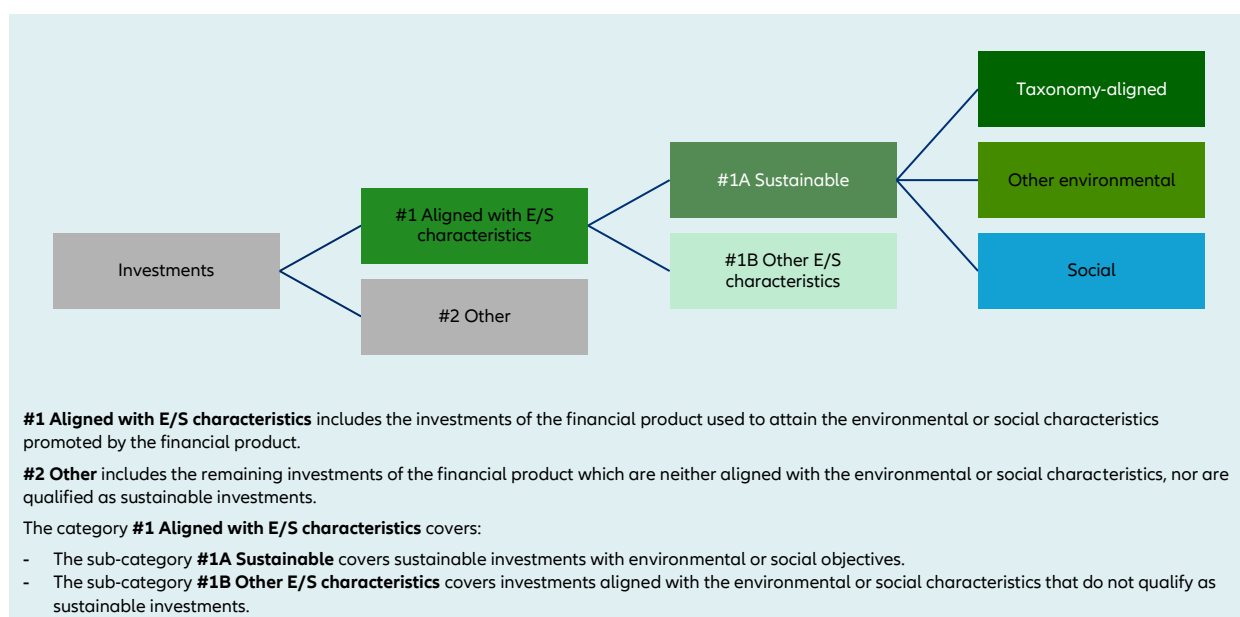 Taxonomy-aligned
#1A Sustainable
Other environmental
#1 Aligned with E/S
characteristics
#1B Other E/S
characteristics
Investments
Social
#2 Other
#1 Aligned with E/S characteristics includes the investments of the financial product used to attain the environmental or social characteristics
promoted by the financial product.
#2 Other includes the remaining investments of the financial product which are neither aligned with the environmental or social characteristics, nor are
qualified as sustainable investments.
The category #1 Aligned with E/S characteristics covers:
- The sub-category #1A Sustainable covers sustainable investments with environmental or social objectives.
- The sub-category #1B Other E/S characteristics covers investments aligned with the environmental or social characteristics that do not qualify as
sustainable investments.